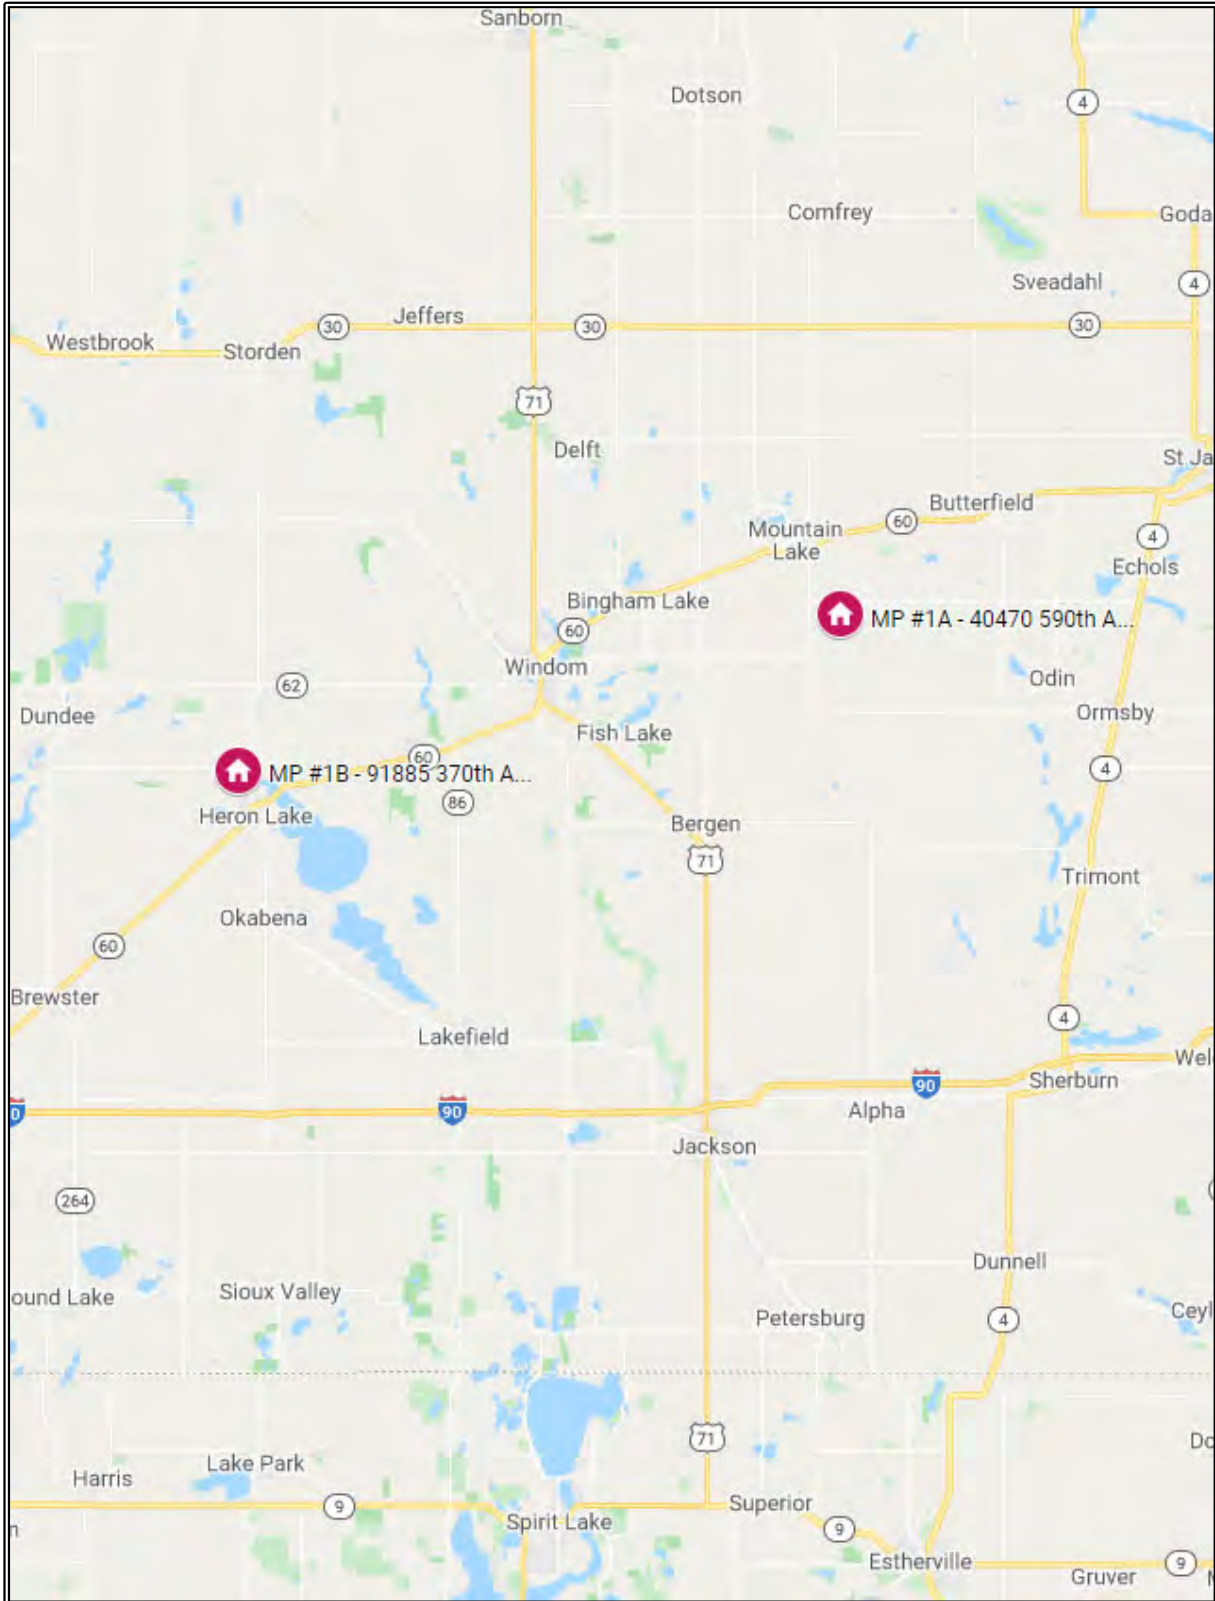 Sanborn
Dotson
4
Comfrey
Goda
Sveadahl
4
Jeffers
30
30
30
Westbrook
Storden
71
Delft
St Ja
Butterfield
60
Mountain
Lake
4
Echols
Bingham Lake
MP #1A - 40470 590th A...
60
Windom
62
Odin
Dundee
Ormsby
Fish Lake
60
4
MP #1B - 91885 370th A...
86
Heron Lake
Bergen
71
Trimont
Okabena
60
Brewster
4
Lakefield
Wel
Sherburn
90
0
90
Alpha
Jackson
264
Dunnell
Sioux Valley
ound Lake
Petersburg
4
Ceyl
71
Do
Lake Park
Harris
9
Superior
Spirit Lake
9
n
Estherville
9
Gruver